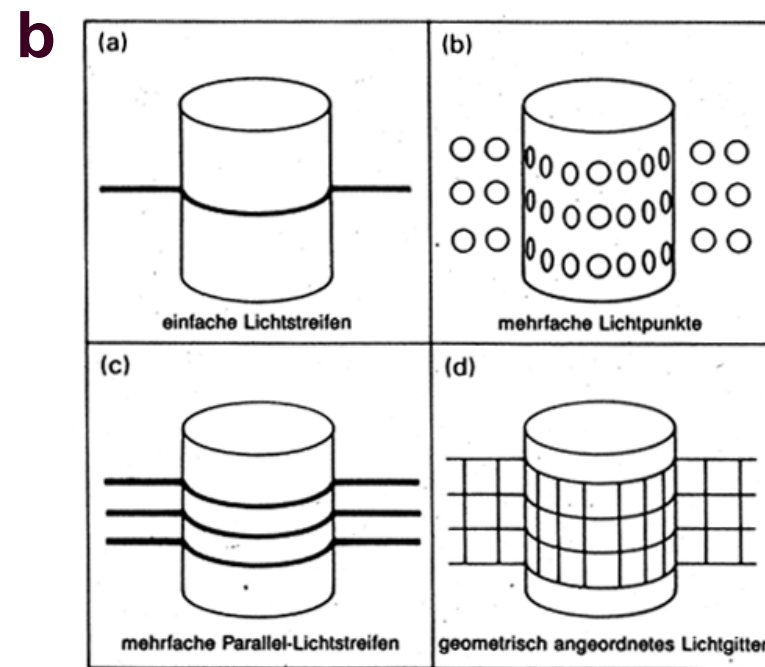 b
(a)
(b)
einfache Lichtstreifen
mehrfache Lichtpunkte
(c)
(d)
mehrfache Parallel-Lichtstreifen
geometrisch angeordnetes Lichtgitter